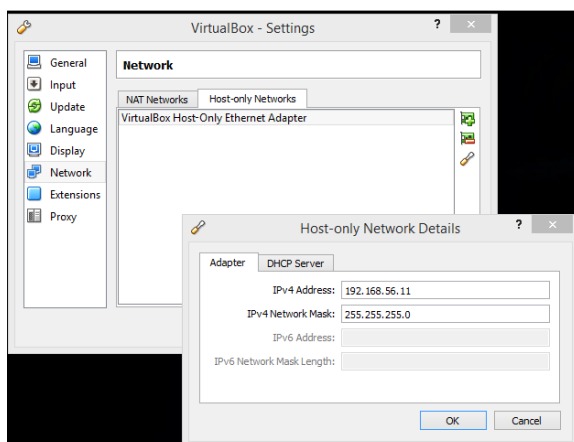 VirtualBox - Settings
?
×
General
Input
Update
Language
Display
Network
Extensions
Proxy
Network
NAT Networks
Host-only Networks
VirtualBox Host-Only Ethernet Adapter
Host-only Network Details
?
×
Adapter
DHCP Server
IPv4 Address: 192.168.56.11
IPv4 Network Mask: 255.255.255.0
IPv6 Address:
IPv6 Network Mask Length:
OK
Cancel